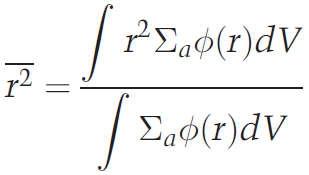 \overline{r^2} = \frac{\int r^2 \Sigma_a \phi(r) dV}{\int \Sigma_a \phi(r) dV}